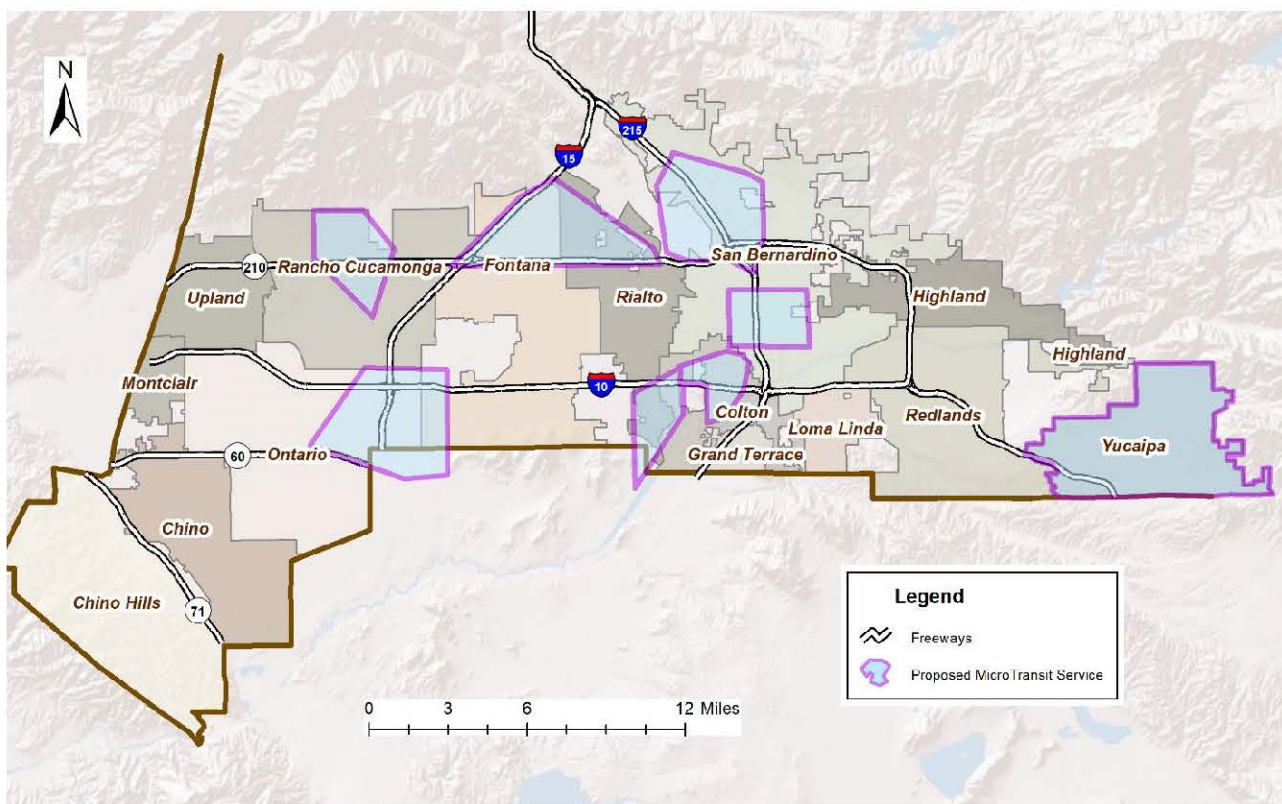 N
215
15
210
Rancho Cucamonga
Fontana
San Bernardino
Upland
Rialto
Highland
Highland
Montclair
10
Colton
Redlands
Loma Linda
Yucaipa
Ontario
60
Grand Terrace
Chino
Chino Hills
71
Legend
Freeways
Proposed MicroTransit Service
0 3 6 12 Miles